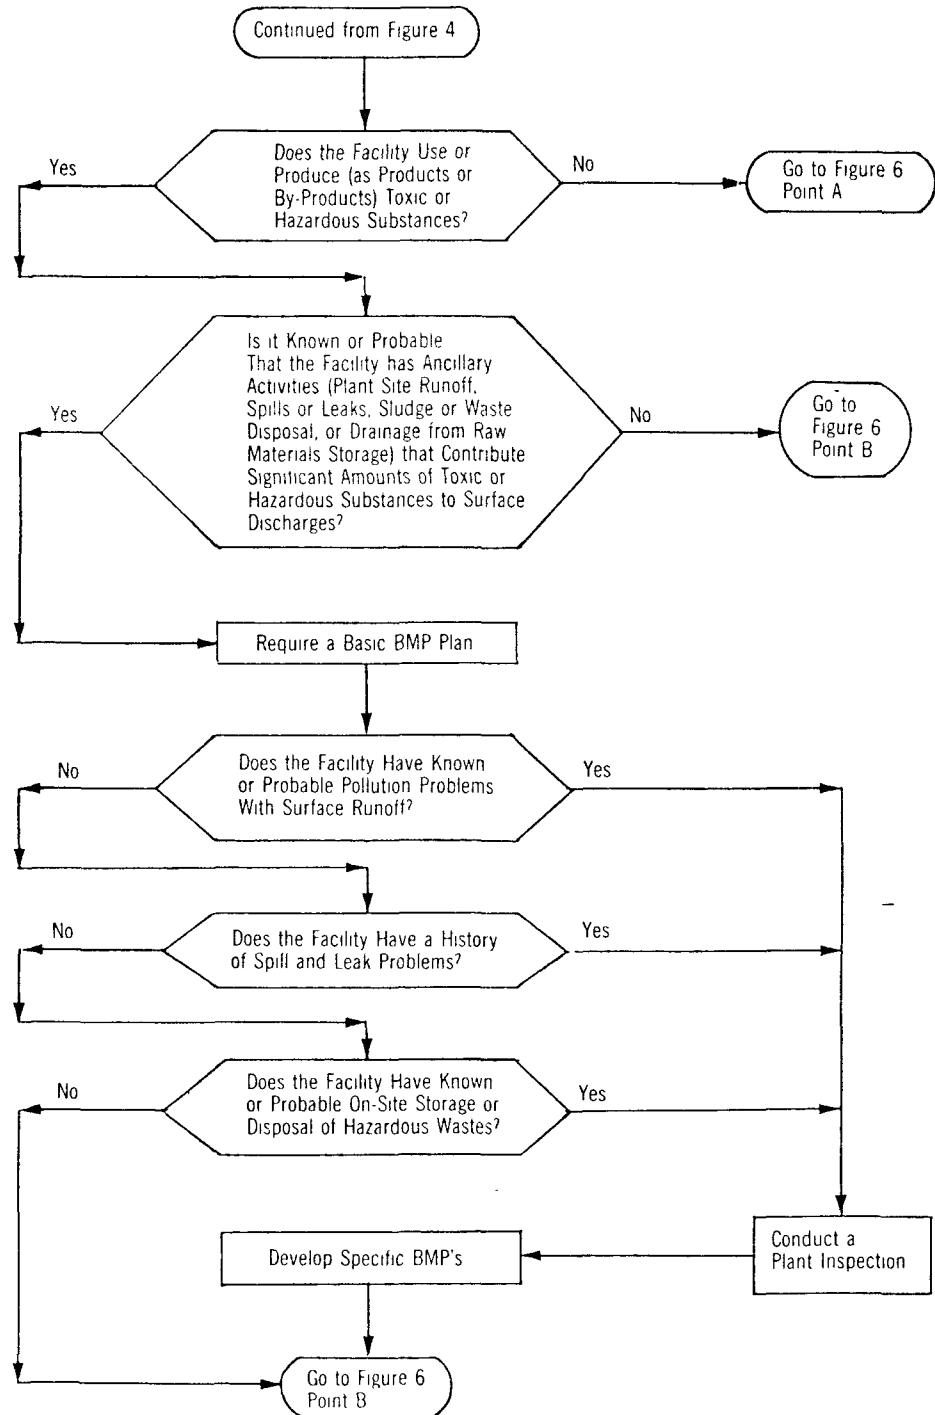 Continued from Figure 4
Does the Facility Use or
Produce (as Products or
By-Products) Toxic or
Hazardous Substances?
Yes
No
Go to Figure 6
Point A
Is it Known or Probable
That the Facility has Ancillary
Activities (Plant Site Runoff,
Spills or Leaks, Sludge or Waste
Disposal, or Drainage from Raw
Materials Storage) that Contribute
Significant Amounts of Toxic or
Hazardous Substances to Surface
Discharges?
Yes
No
Go to
Figure 6
Point B
Require a Basic BMP Plan
Does the Facility Have Known
or Probable Pollution Problems
With Surface Runoff?
No
Yes
Does the Facility Have a History
of Spill and Leak Problems?
No
Yes
Does the Facility Have Known
or Probable On-Site Storage or
Disposal of Hazardous Wastes?
No
Yes
Conduct a
Plant Inspection
Develop Specific BMP's
Go to Figure 6
Point B